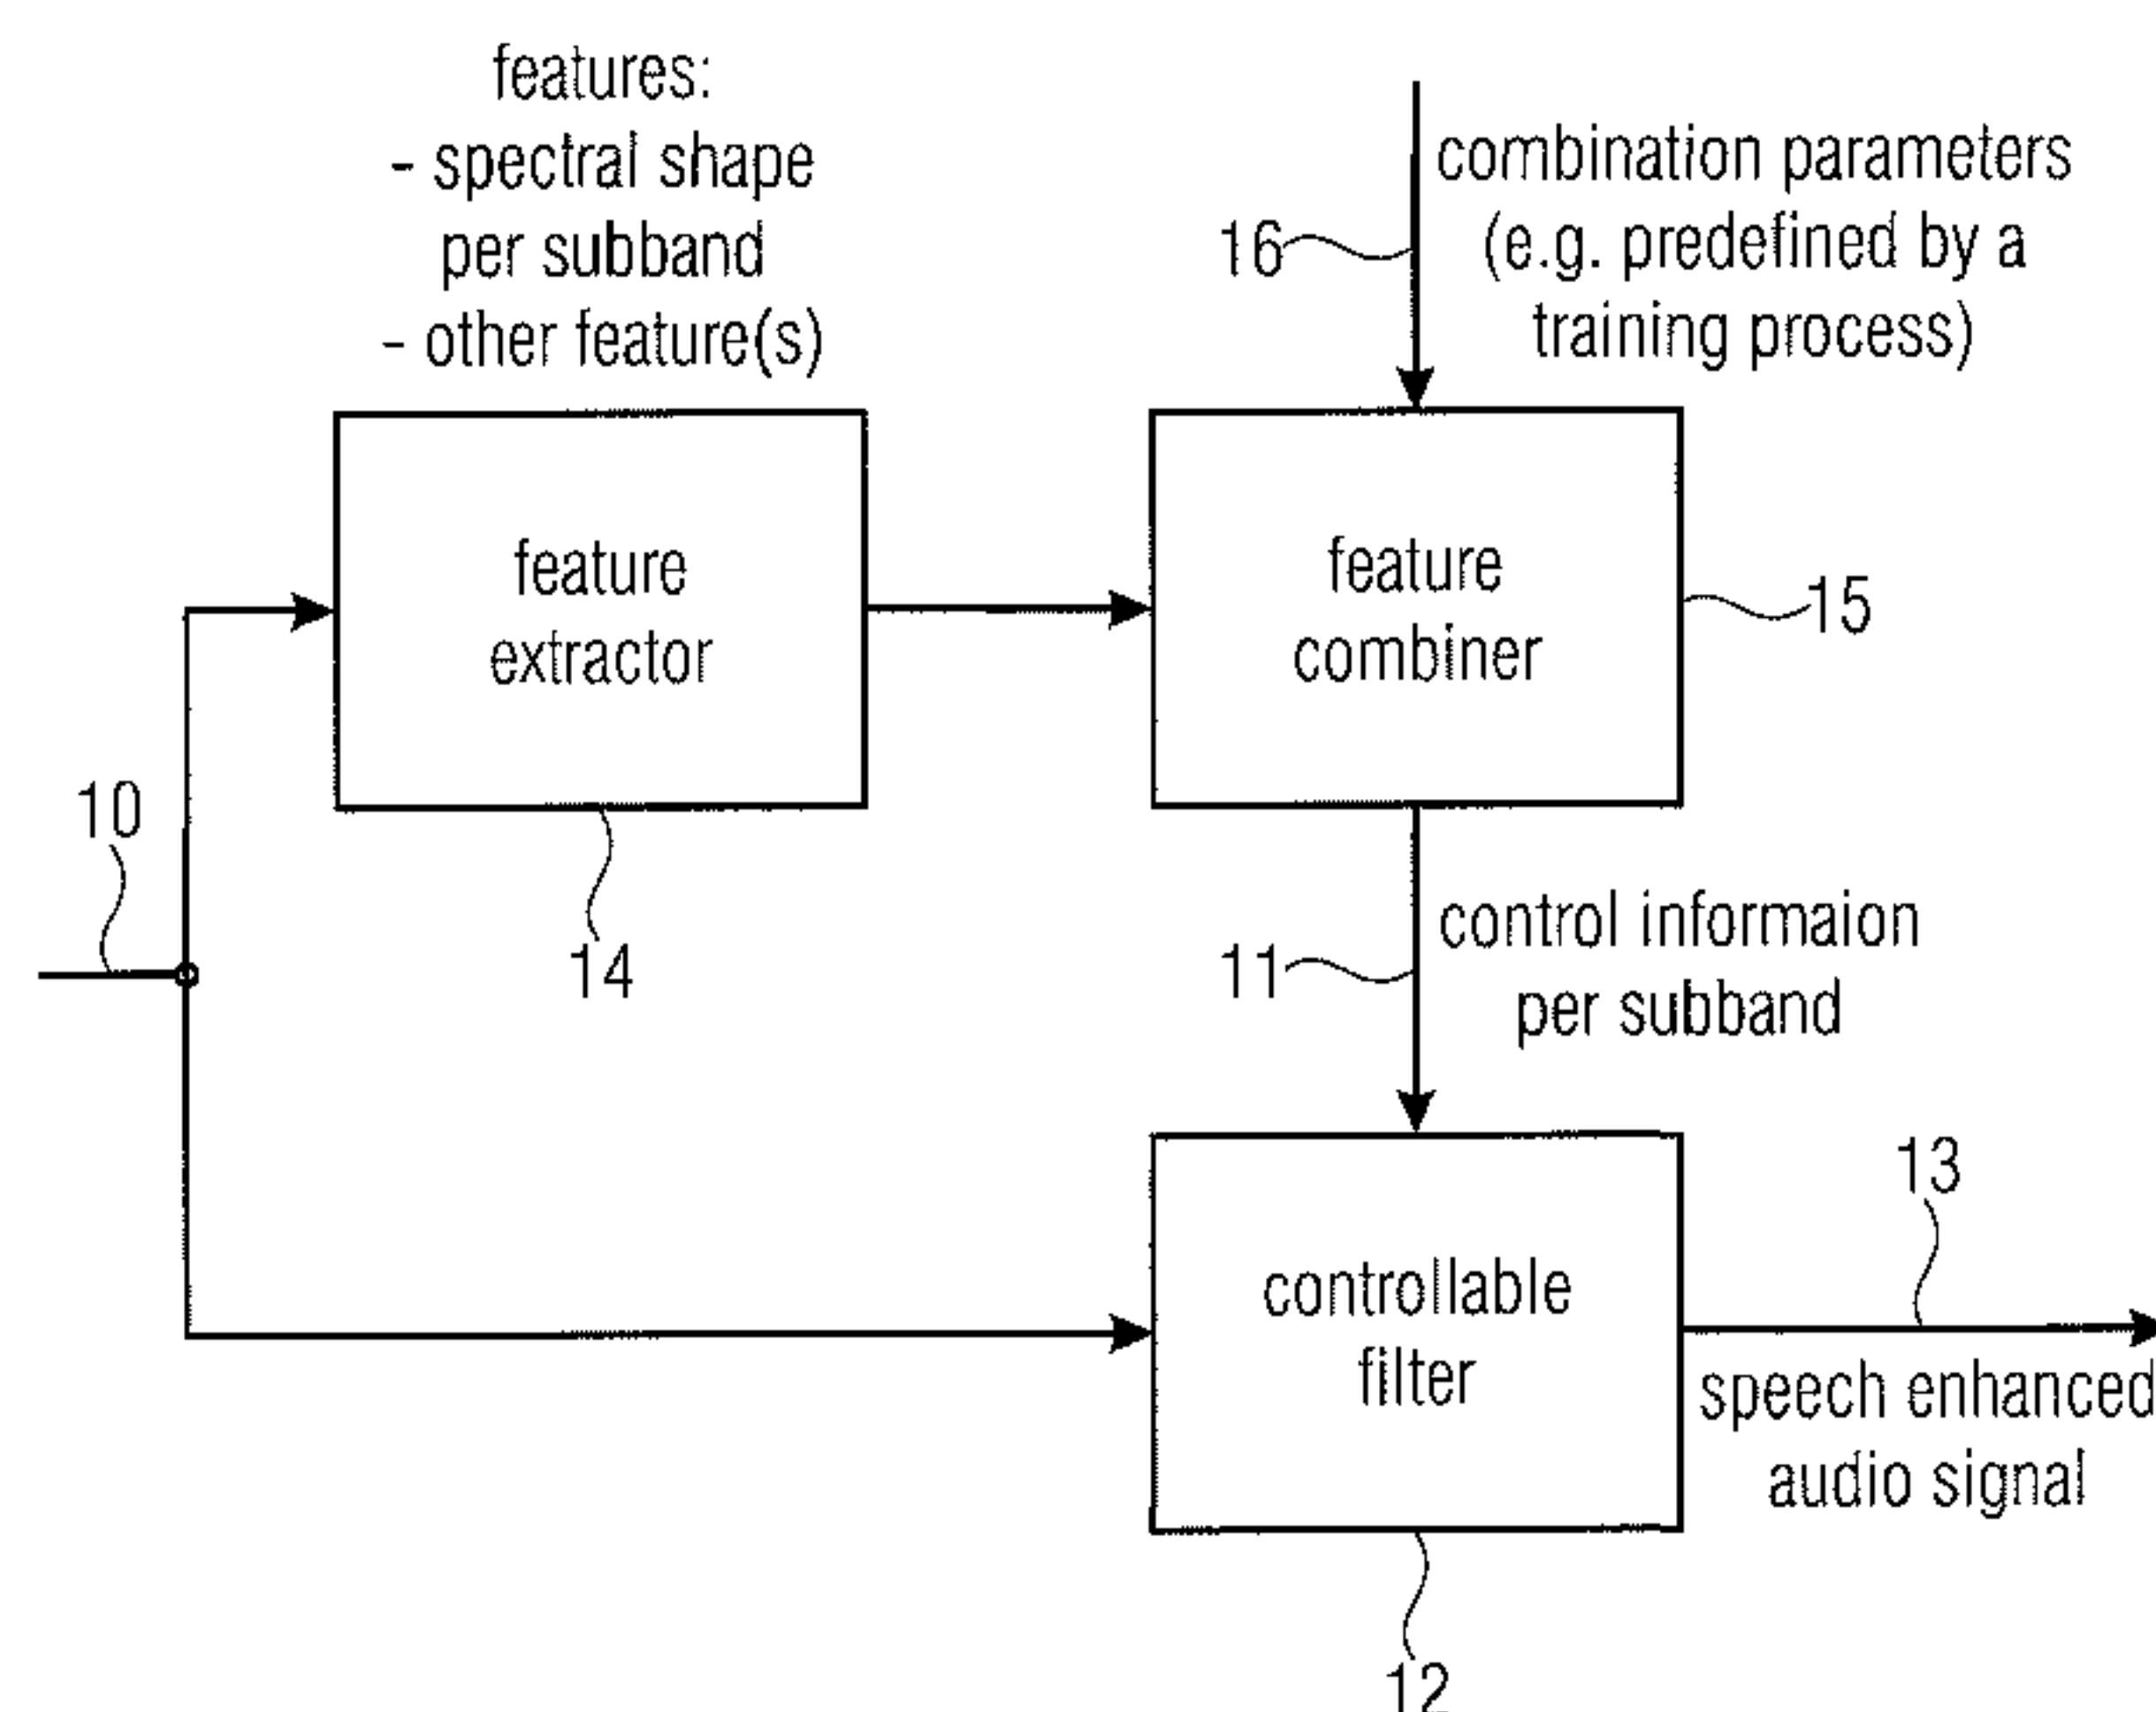 features:
- spectral shape
per subband
- other feature(s)
16
combination parameters
(e.g. predefined by a
training process)
feature
extractor
feature
combiner
15
10
14
11
control informaion
per subband
13
controllable
filter
speech enhanced
audio signal
12